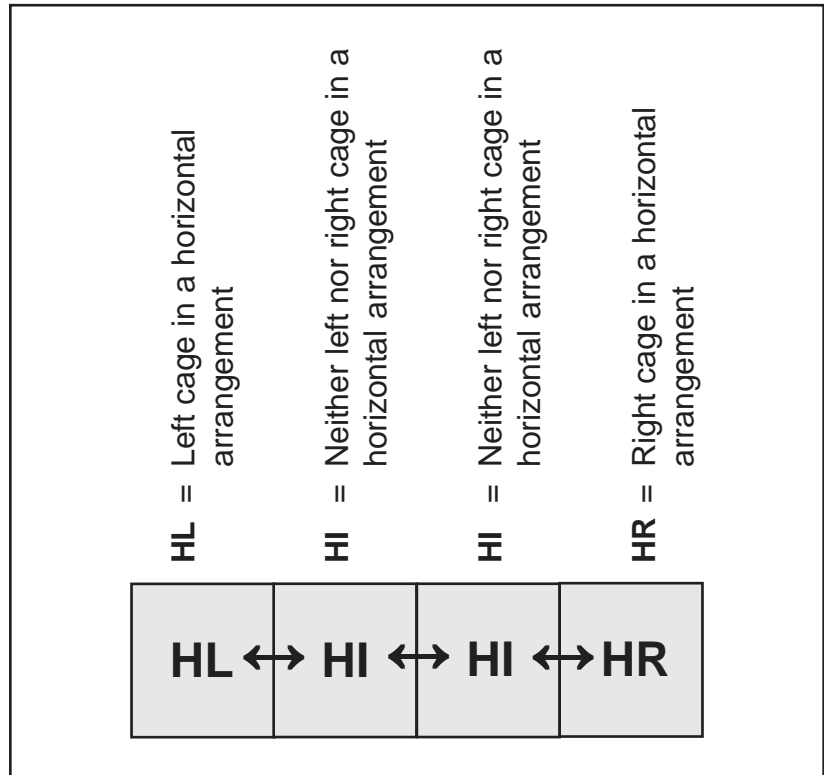 HL = Left cage in a horizontal
arrangement
HI = Neither left nor right cage in a
horizontal arrangement
HI = Neither left nor right cage in a
horizontal arrangement
HR = Right cage in a horizontal
arrangement
HL ↔ HI ↔ HI ↔ HR